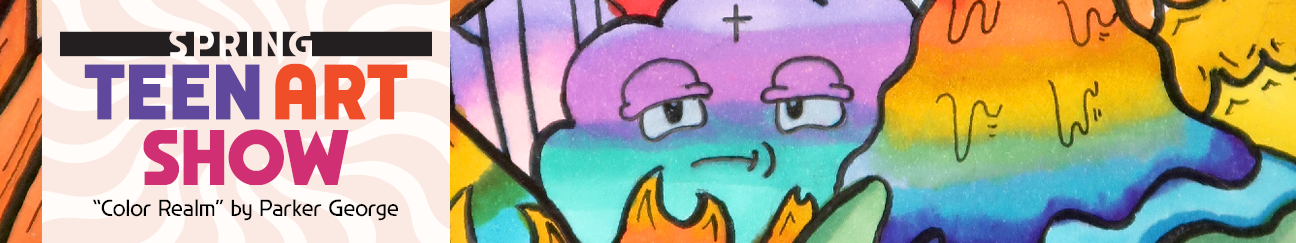 SPRING
TEEN ART
SHOW
“Color Realm” by Parker George